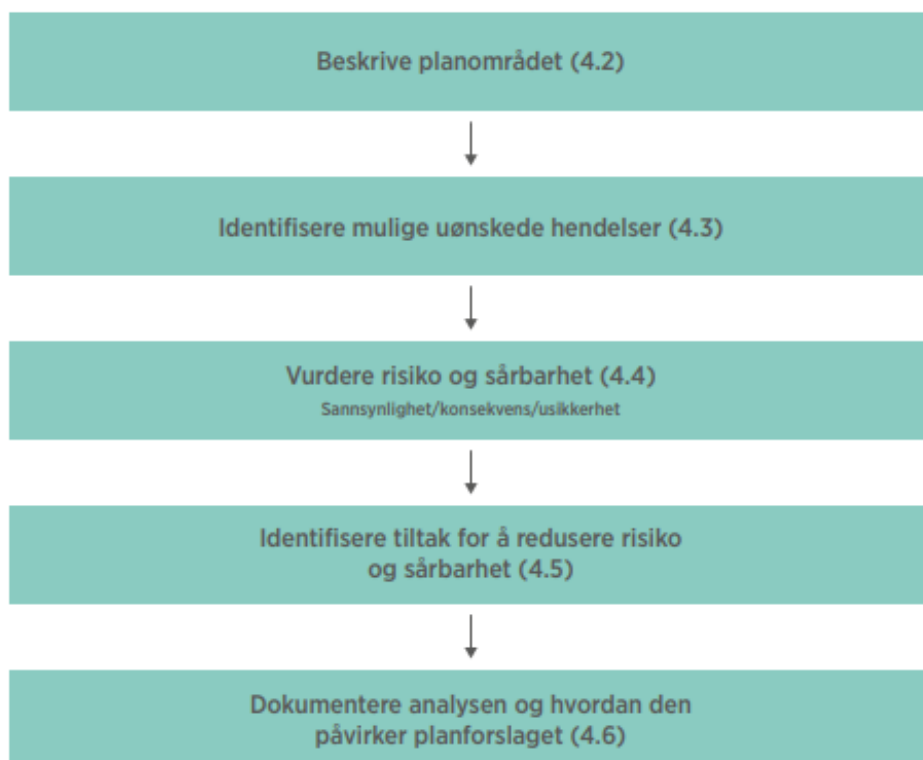 Beskrive planområdet (4.2)
Identifisere mulige uønskede hendelser (4.3)
Vurdere risiko og sårbarhet (4.4)
Sannsynlighet/konsekvens/usikkerhet
Identifisere tiltak for å redusere risiko
og sårbarhet (4.5)
Dokumentere analysen og hvordan den
påvirker planforslaget (4.6)